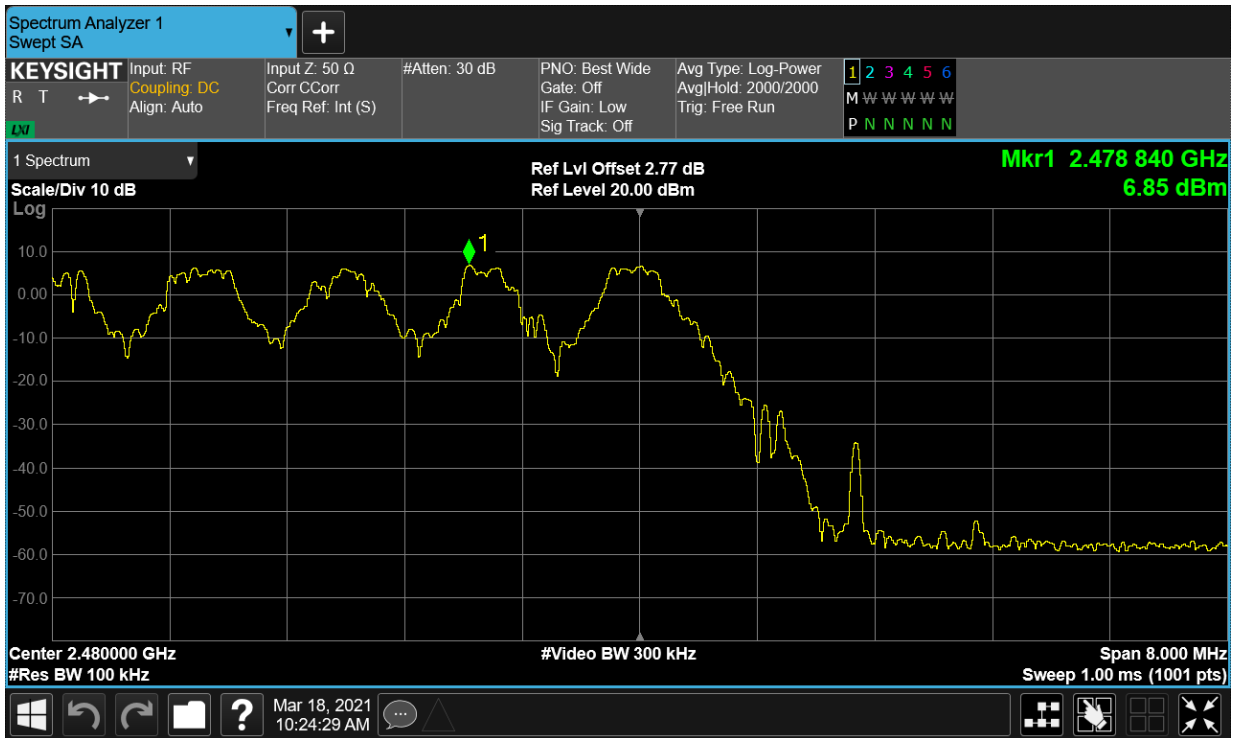 Spectrum Analyzer 1
Swept SA
KEYSIGHT
R T
LXI
Input: RF
Coupling: DC
Align: Auto
Input Z: 50 Ω
Corr CCorr
Freq Ref: Int (S)
#Atten: 30 dB
PNO: Best Wide
Gate: Off
IF Gain: Low
Sig Track: Off
Avg Type: Log-Power
Avg|Hold: 2000/2000
Trig: Free Run
1 2 3 4 5 6
M W W W W W
P N N N N N
1 Spectrum
Scale/Div 10 dB
Log
Ref Lvl Offset 2.77 dB
Ref Level 20.00 dBm
Mkr1 2.478 840 GHz
6.85 dBm
1
10.0
0.00
-10.0
-20.0
-30.0
-40.0
-50.0
-60.0
-70.0
Center 2.480000 GHz
#Res BW 100 kHz
#Video BW 300 kHz
Span 8.000 MHz
Sweep 1.00 ms (1001 pts)
?
Mar 18, 2021
10:24:29 AM